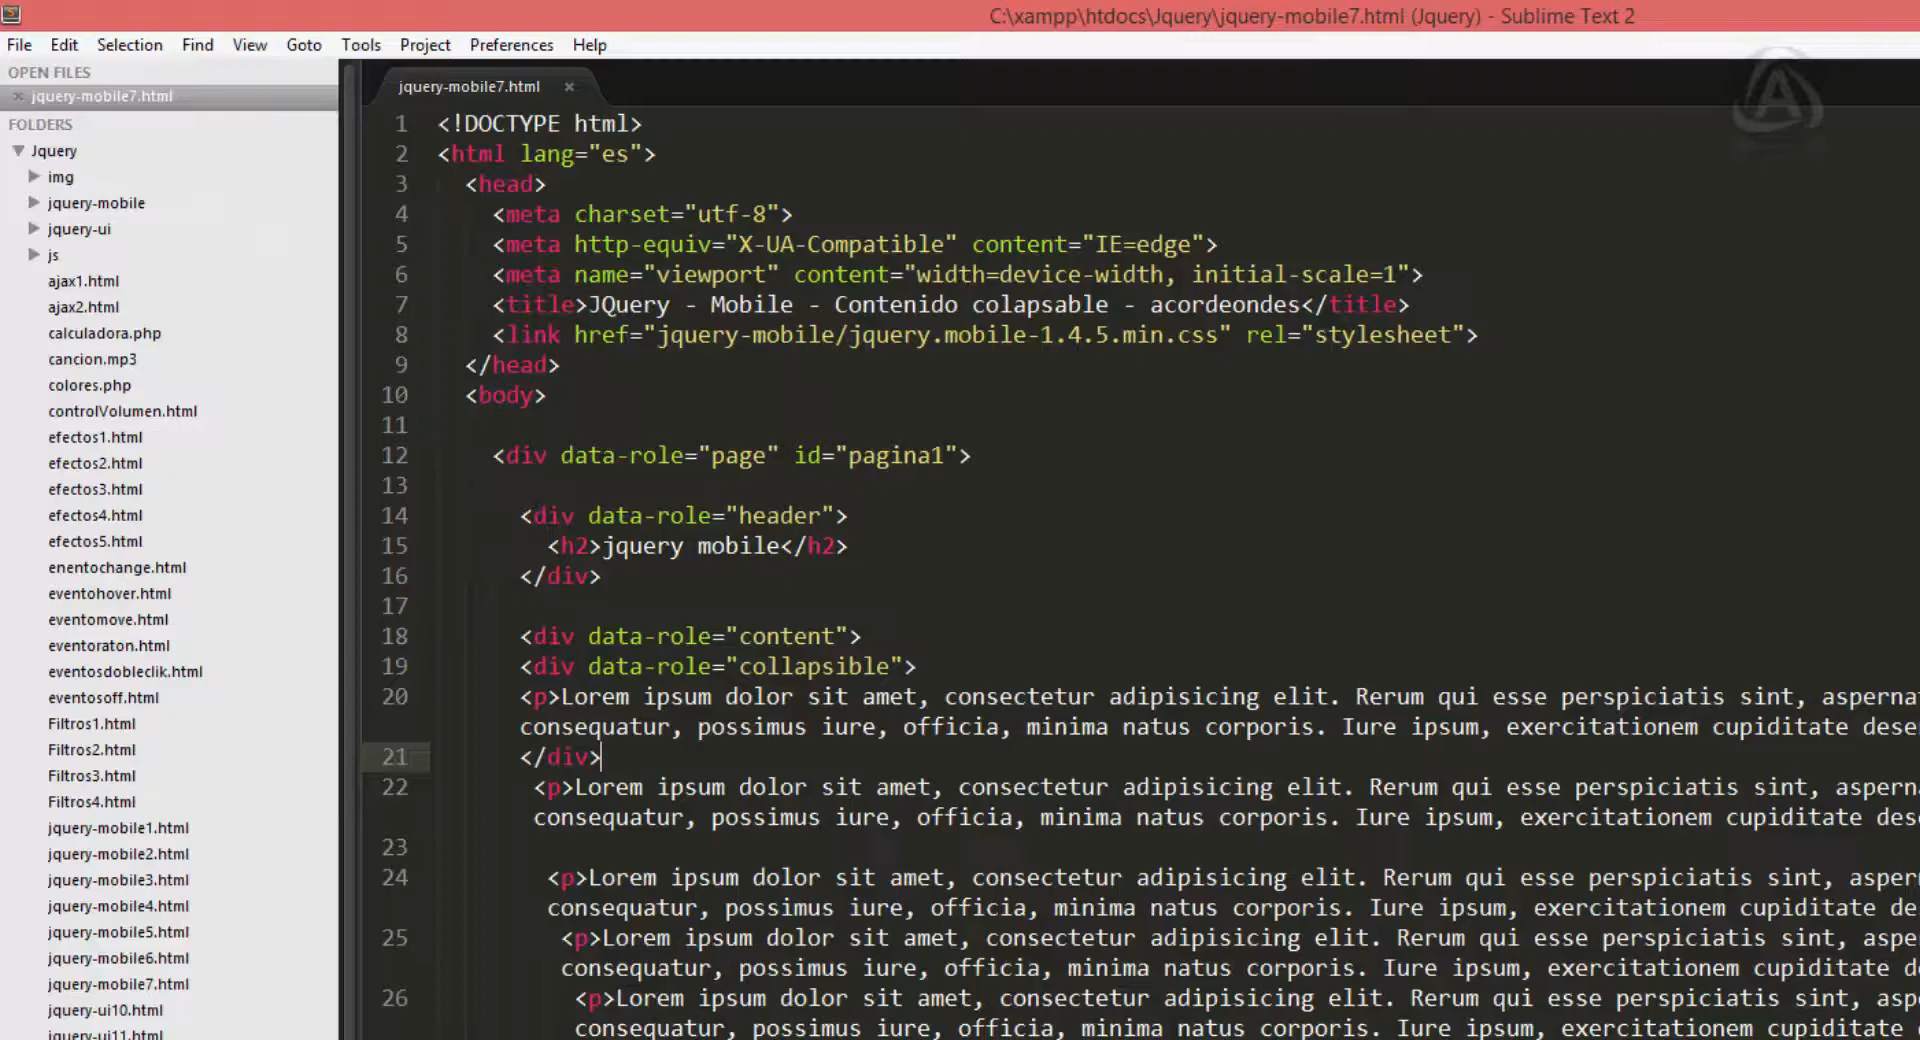 C:\xampp\htdocs\Jquery\jquery-mobile7.html (Jquery) - Sublime Text 2
File Edit Selection Find View Goto Tools Project Preferences Help
OPEN FILES
jquery-mobile7.html
FOLDERS
Jquery
img
jquery-mobile
jquery-ui
js
ajax1.html
ajax2.html
calculadora.php
cancion.mp3
colores.php
controlVolumen.html
efectos1.html
efectos2.html
efectos3.html
efectos4.html
efectos5.html
enentochange.html
eventohover.html
eventomove.html
eventoraton.html
eventosdobleclik.html
eventosoff.html
Filtros1.html
Filtros2.html
Filtros3.html
Filtros4.html
jquery-mobile1.html
jquery-mobile2.html
jquery-mobile3.html
jquery-mobile4.html
jquery-mobile5.html
jquery-mobile6.html
jquery-mobile7.html
jquery-ui10.html
jquery-ui11.html
jquery-mobile7.html
1 <!DOCTYPE html>
2 <html lang="es">
3 <head>
4 <meta charset="utf-8">
5 <meta http-equiv="X-UA-Compatible" content="IE=edge">
6 <meta name="viewport" content="width=device-width, initial-scale=1">
7 <title>JQuery - Mobile - Contenido colapsable - acordeondes</title>
8 <link href="jquery-mobile/jquery.mobile-1.4.5.min.css" rel="stylesheet">
9 </head>
10 <body>
11
12 <div data-role="page" id="pagina1">
13
14 <div data-role="header">
15 <h2>jquery mobile</h2>
16 </div>
17
18 <div data-role="content">
19 <div data-role="collapsible">
20 <p>Lorem ipsum dolor sit amet, consectetur adipisicing elit. Rerum qui esse perspiciatis sint, aspernat
consequatur, possimus iure, officia, minima natus corporis. Iure ipsum, exercitationem cupiditate dese
21 </div>
22 <p>Lorem ipsum dolor sit amet, consectetur adipisicing elit. Rerum qui esse perspiciatis sint, asperna
consequatur, possimus iure, officia, minima natus corporis. Iure ipsum, exercitationem cupiditate des
23
24 <p>Lorem ipsum dolor sit amet, consectetur adipisicing elit. Rerum qui esse perspiciatis sint, aspern
consequatur, possimus iure, officia, minima natus corporis. Iure ipsum, exercitationem cupiditate de
25 <p>Lorem ipsum dolor sit amet, consectetur adipisicing elit. Rerum qui esse perspiciatis sint, asper
consequatur, possimus iure, officia, minima natus corporis. Iure ipsum, exercitationem cupiditate d
26 <p>Lorem ipsum dolor sit amet, consectetur adipisicing elit. Rerum qui esse perspiciatis sint, aspe
consequatur, possimus iure, officia, minima natus corporis. Iure ipsum, exercitationem cupiditate